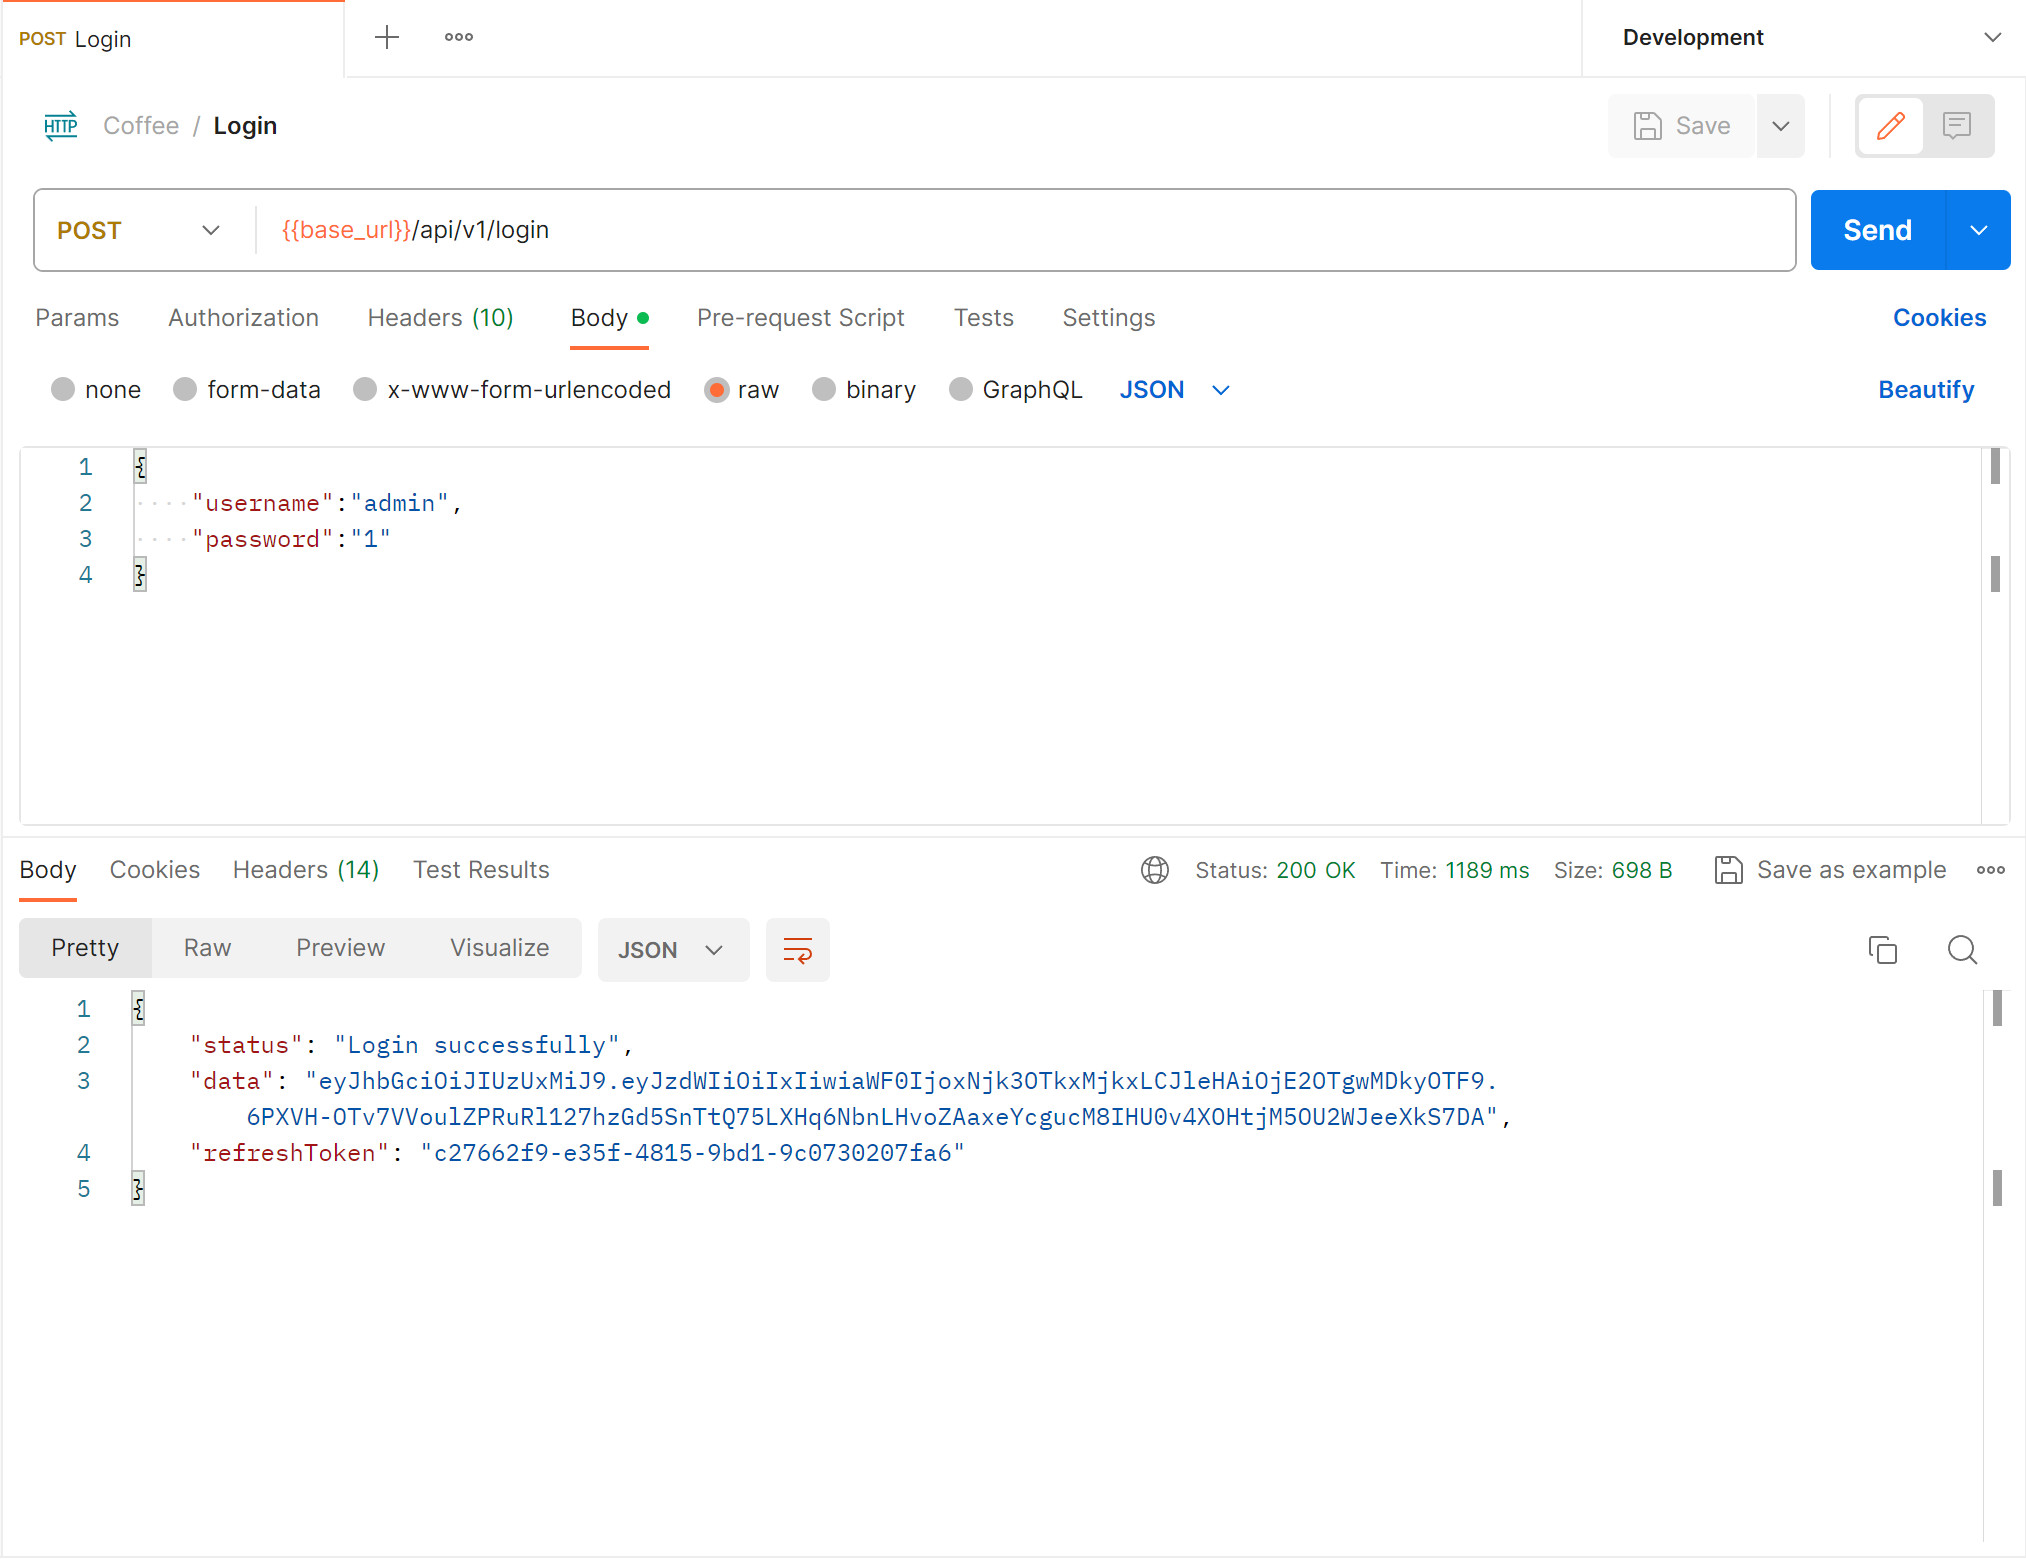 POST Login
Development
HTTP Coffee / Login
Save
POST {{base_url}}/api/v1/login
Send
Params Authorization Headers (10) Body Pre-request Script Tests Settings Cookies
none form-data x-www-form-urlencoded raw binary GraphQL JSON Beautify
1 {
2 "username":"admin",
3 "password":"1"
4 }
Body Cookies Headers (14) Test Results Status: 200 OK Time: 1189 ms Size: 698 B Save as example
Pretty Raw Preview Visualize JSON
1 {
2 "status": "Login successfully",
3 "data": "eyJhbGciOiJIUzUxMiJ9.eyJzdWIiOiIxIiwiaWF0IjoxNjk3OTkxMjkxLCJleHAiOjE2OTgwMDkyOTF9.
6PXVH-OTv7VVoulZPRuRl127hzGd5SnTtQ75LXHq6NbnLHvoZAaxeYcgucM8IHU0v4XOHtjM5OU2WJeeXkS7DA",
4 "refreshToken": "c27662f9-e35f-4815-9bd1-9c0730207fa6"
5 }